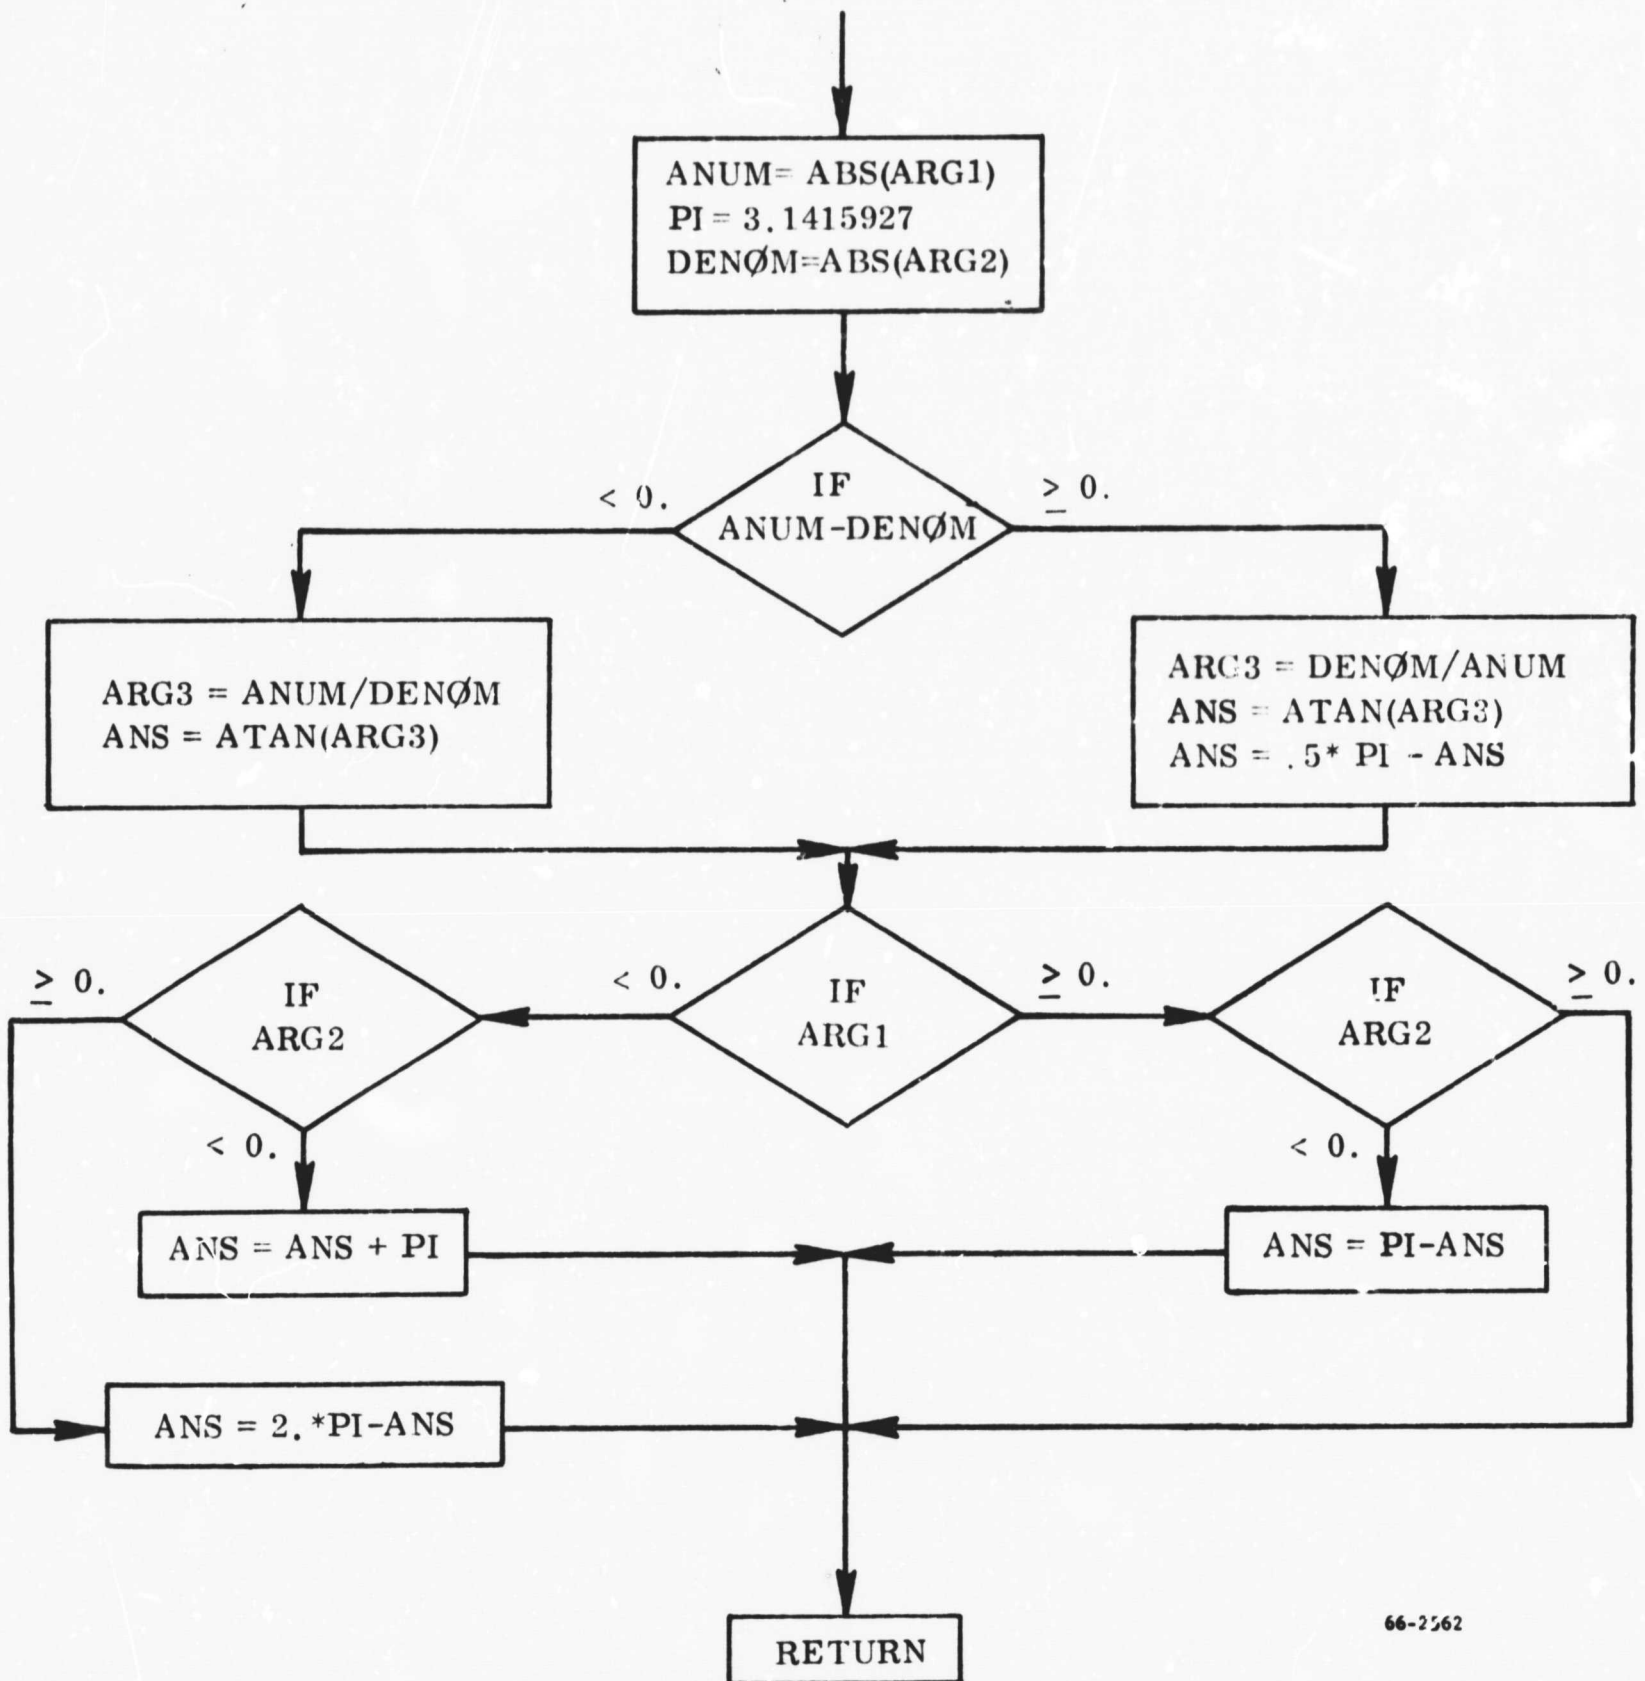 ANUM= ABS(ARG1)
PI = 3.1415927
DENØM=ABS(ARG2)
< 0.
IF
ANUM-DENØM
≥ 0.
ARG3 = ANUM/DENØM
ANS = ATAN(ARG3)
ARG3 = DENØM/ANUM
ANS = ATAN(ARG3)
ANS = .5* PI - ANS
≥ 0.
IF
ARG2
< 0.
IF
ARG1
≥ 0.
IF
ARG2
≥ 0.
< 0.
< 0.
ANS = ANS + PI
ANS = PI-ANS
ANS = 2.*PI-ANS
RETURN